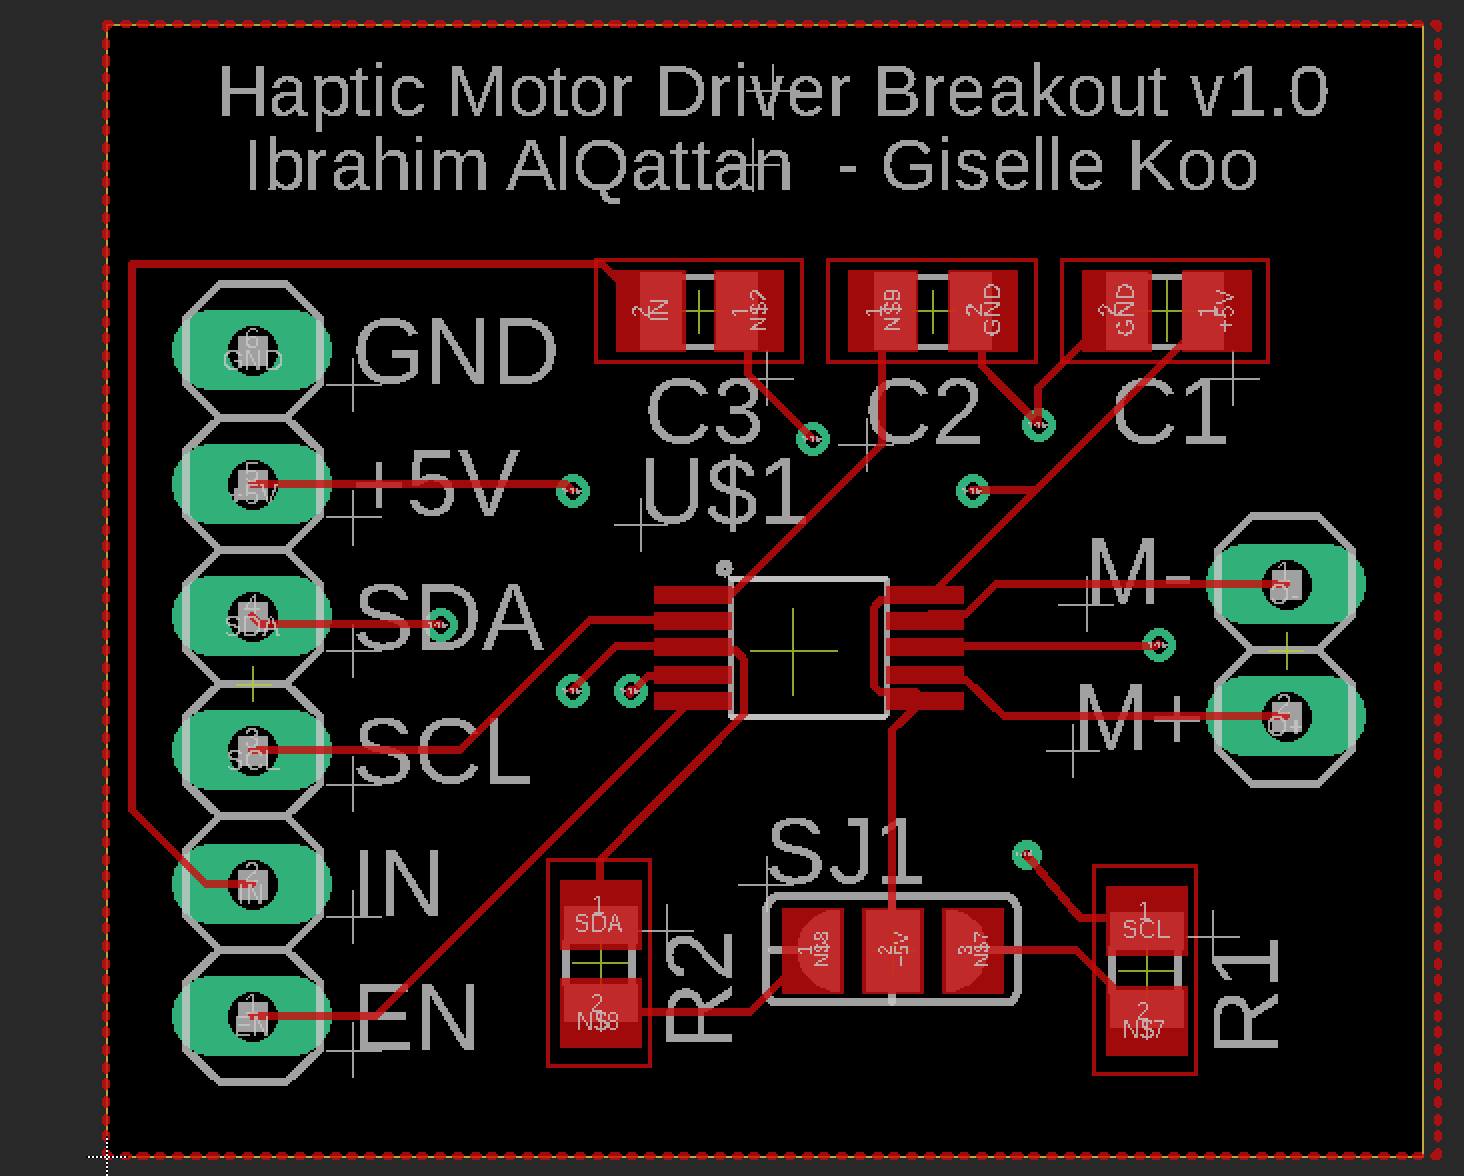 Haptic Motor Driver Breakout v1.0
Ibrahim AlQattan - Giselle Koo
2 IN
1 N$2
1 N$9
2 GND
2 GND
1 +5V
6 GND
GND
C3
C2
C1
5 +5V
+5V
U$1
4 SDA
SDA
M-
1 O-
3 SCL
SCL
M+
2 O+
2 IN
IN
SJ1
1 SDA
2 N$8
R2
1 N$8
2 +5V
3 N$7
1 SCL
2 N$7
R1
1 EN
EN